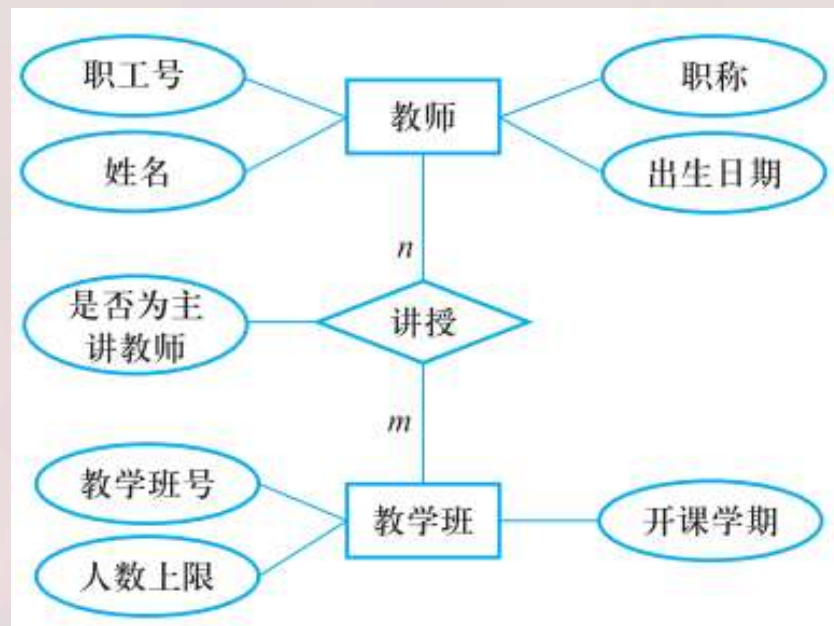 职工号
职称
教师
姓名
出生日期
n
是否为主
讲教师
讲授
m
教学班号
教学班
开课学期
人数上限